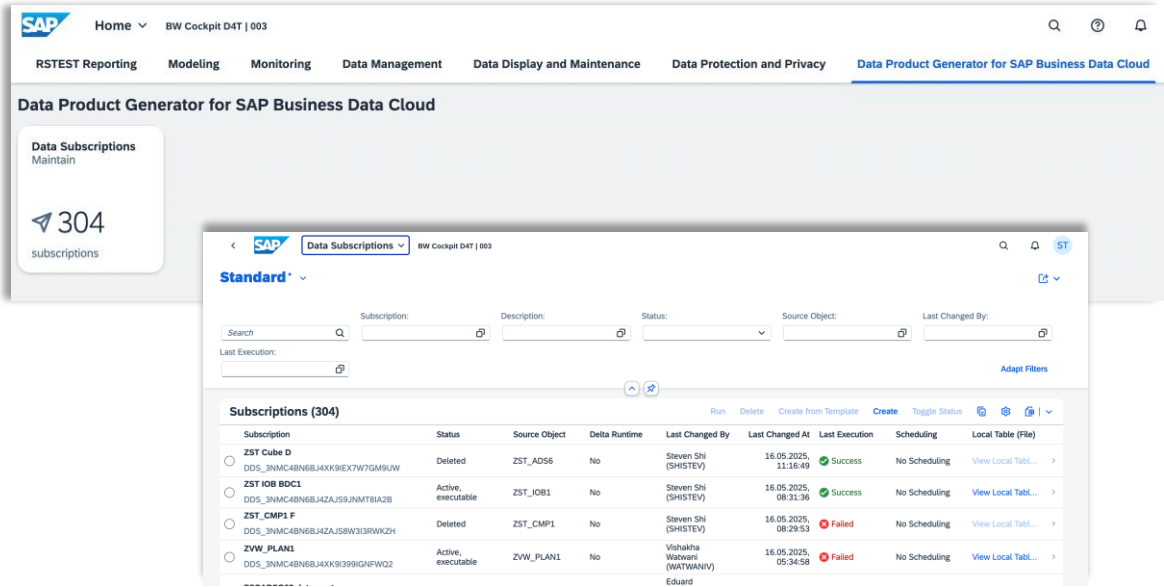 SAP Home BW Cockpit D4T | 003
RSTEST Reporting Modeling Monitoring Data Management Data Display and Maintenance Data Protection and Privacy Data Product Generator for SAP Business Data Cloud
Data Product Generator for SAP Business Data Cloud
Data Subscriptions
Maintain
304
subscriptions
SAP Data Subscriptions BW Cockpit D4T | 003 ST
Standard*
Subscription: Description: Status: Source Object: Last Changed By:
Search
Last Execution:
Adapt Filters
Subscriptions (304) Run Delete Create from Template Create Toggle Status
Subscription Status Source Object Delta Runtime Last Changed By Last Changed At Last Execution Scheduling Local Table (File)
ZST Cube D
DDS_3NMC4BN6BJ4XK9IEX7W7GM9UW
Deleted ZST_ADS6 No
Steven Shi
(SHISTEV)
16.05.2025,
11:16:49
Success No Scheduling View Local Tabl...
ZST IOB BDC1
DDS_3NMC4BN6BJ4ZAJS9JNMT8IA2B
Active,
executable
ZST_IOB1 No
Steven Shi
(SHISTEV)
16.05.2025,
08:31:36
Success No Scheduling View Local Tabl...
ZST_CMP1 F
DDS_3NMC4BN6BJ4ZAJS8W3I3RWKZH
Deleted ZST_CMP1 No
Steven Shi
(SHISTEV)
16.05.2025,
08:29:53
Failed No Scheduling View Local Tabl...
ZVW_PLAN1
DDS_3NMC4BN6BJ4XK9I399IGNFWQ2
Active,
executable
ZVW_PLAN1 No
Vishakha
Watwani
(WATWANIV)
16.05.2025,
05:34:58
Failed No Scheduling View Local Tabl...
Eduard